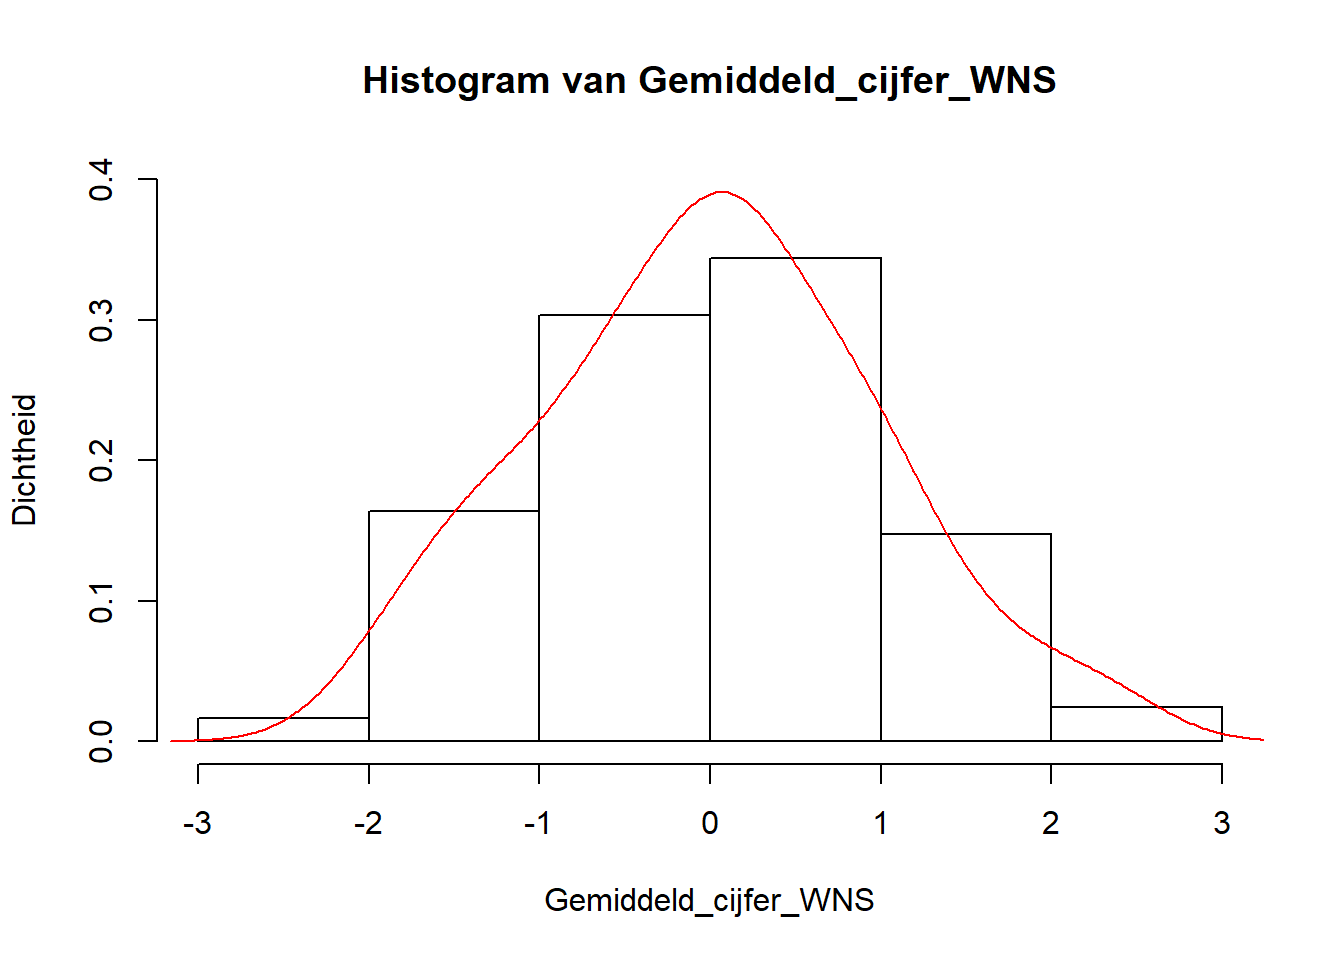 Histogram van Gemiddeld_cijfer_WNS
0.4
0.3
0.2
0.1
0.0
Dichtheid
-3 -2 -1 0 1 2 3
Gemiddeld_cijfer_WNS